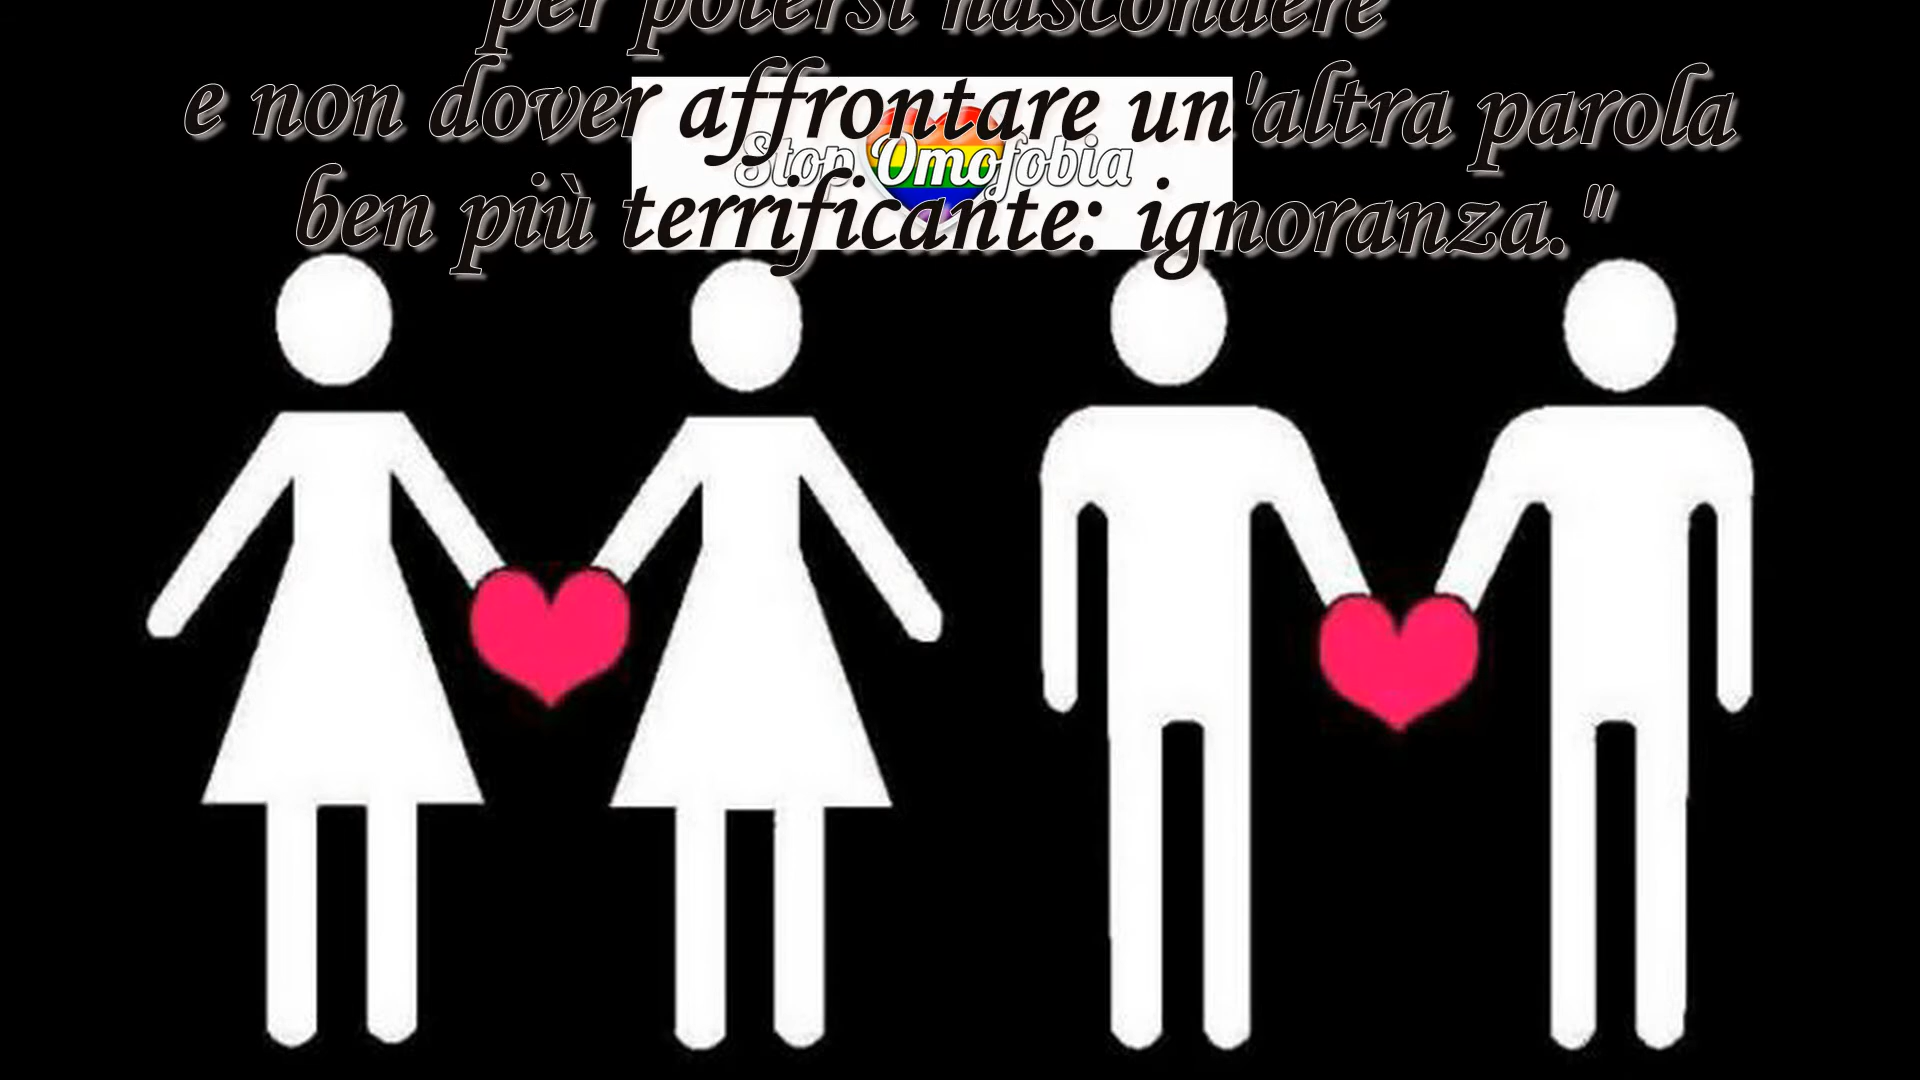 per potersi nascondere
e non dover affrontare un'altra parola
Stop Omofobia
ben più terrificante: ignoranza."